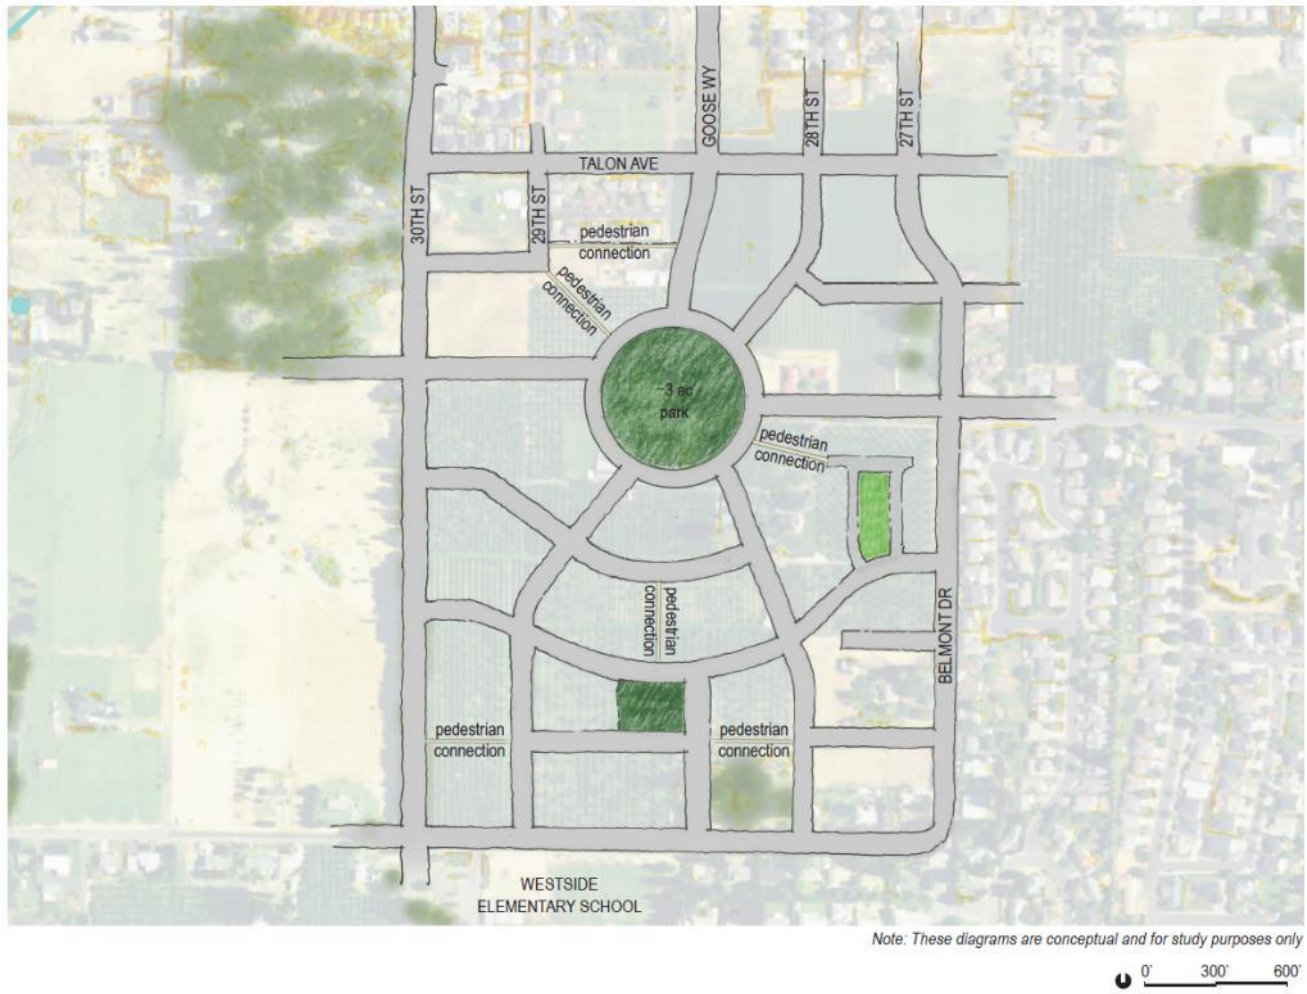 GOOSE WY
28TH ST
27TH ST
TALON AVE
30TH ST
29TH ST
pedestrian
connection
pedestrian
connection
~3 ac
park
pedestrian
connection
pedestrian
connection
BELMONT DR
pedestrian
connection
pedestrian
connection
WESTSIDE
ELEMENTARY SCHOOL
Note: These diagrams are conceptual and for study purposes only
0' 300' 600'